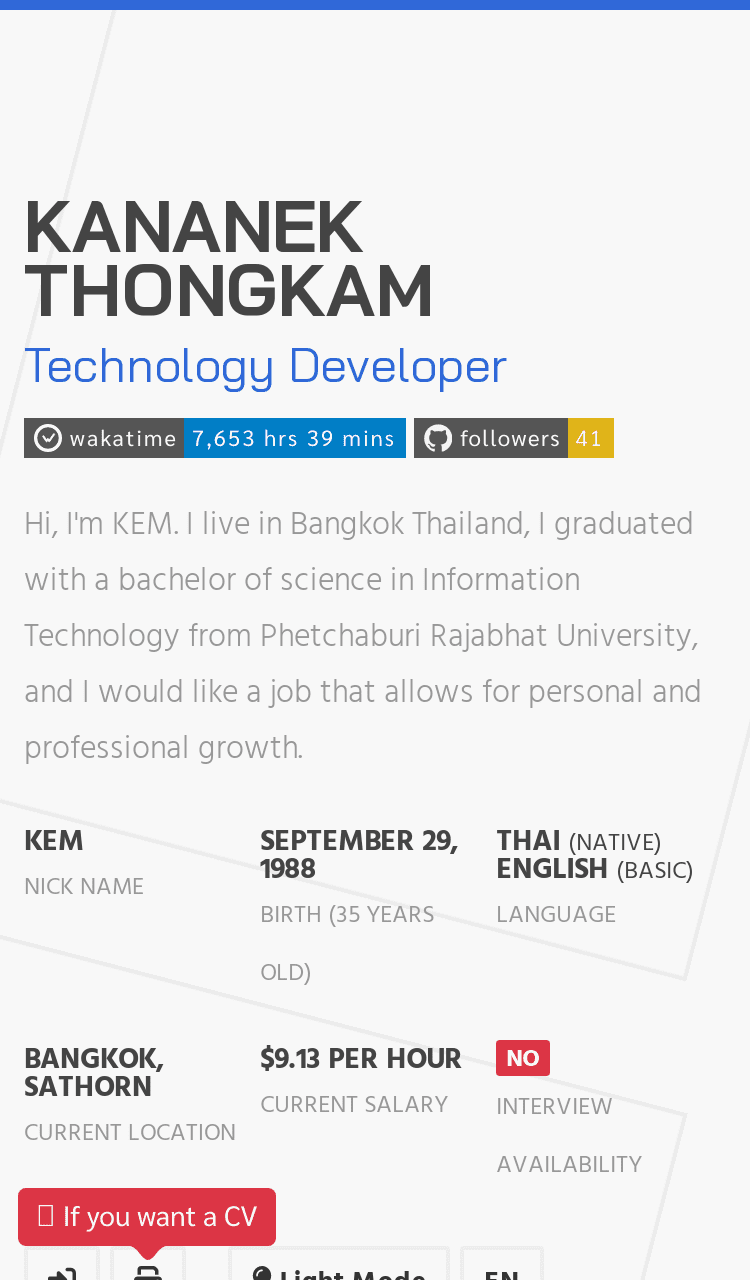 KANANEK
THONGKAM
Technology Developer
wakatime 7,653 hrs 39 mins followers 41
Hi, I'm KEM. I live in Bangkok Thailand, I graduated
with a bachelor of science in Information
Technology from Phetchaburi Rajabhat University,
and I would like a job that allows for personal and
professional growth.
KEM
NICK NAME
SEPTEMBER 29,
1988
BIRTH (35 YEARS
OLD)
THAI (NATIVE)
ENGLISH (BASIC)
LANGUAGE
BANGKOK,
SATHORN
CURRENT LOCATION
$9.13 PER HOUR
CURRENT SALARY
NO
INTERVIEW
AVAILABILITY
If you want a CV
Light Mode
EN